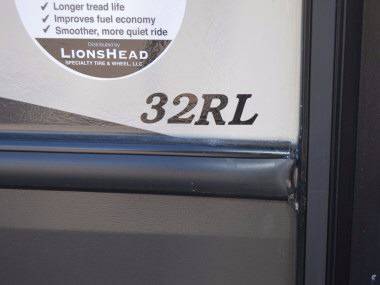 ✓ Longer tread life
✓ Improves fuel economy
✓ Smoother, more quiet ride
Distributed by
LIONSHEAD
SPECIALTY TIRE & WHEEL, LLC
32RL